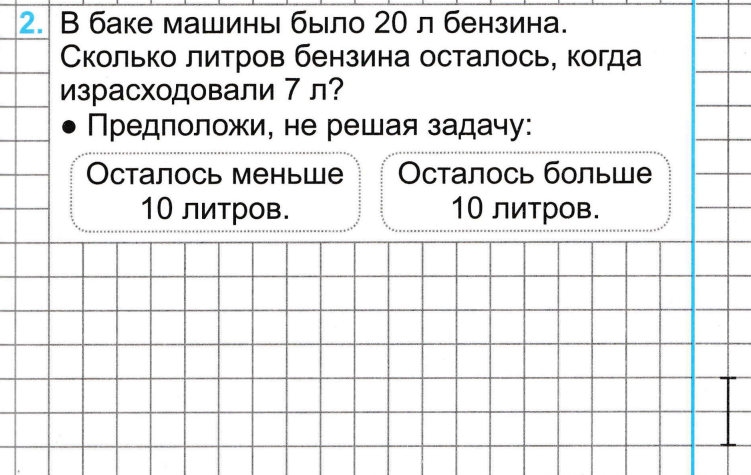 2. В баке машины было 20 л бензина.
Сколько литров бензина осталось, когда
израсходовали 7 л?
● Предположи, не решая задачу:
Осталось меньше
10 литров.
Осталось больше
10 литров.